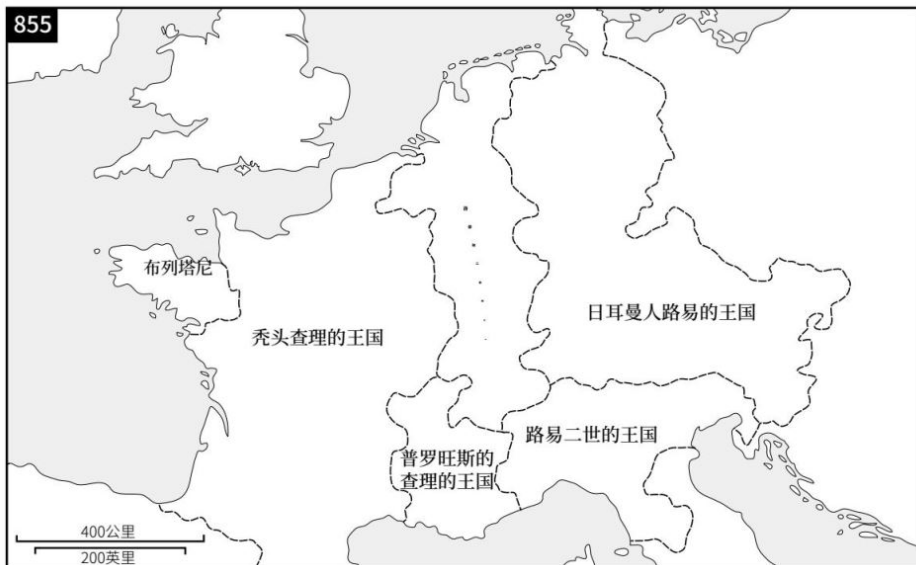 855
布列塔尼
秃头查理的王国
日耳曼人路易的王国
路易二世的王国
普罗旺斯的
查理的王国
400公里
200英里